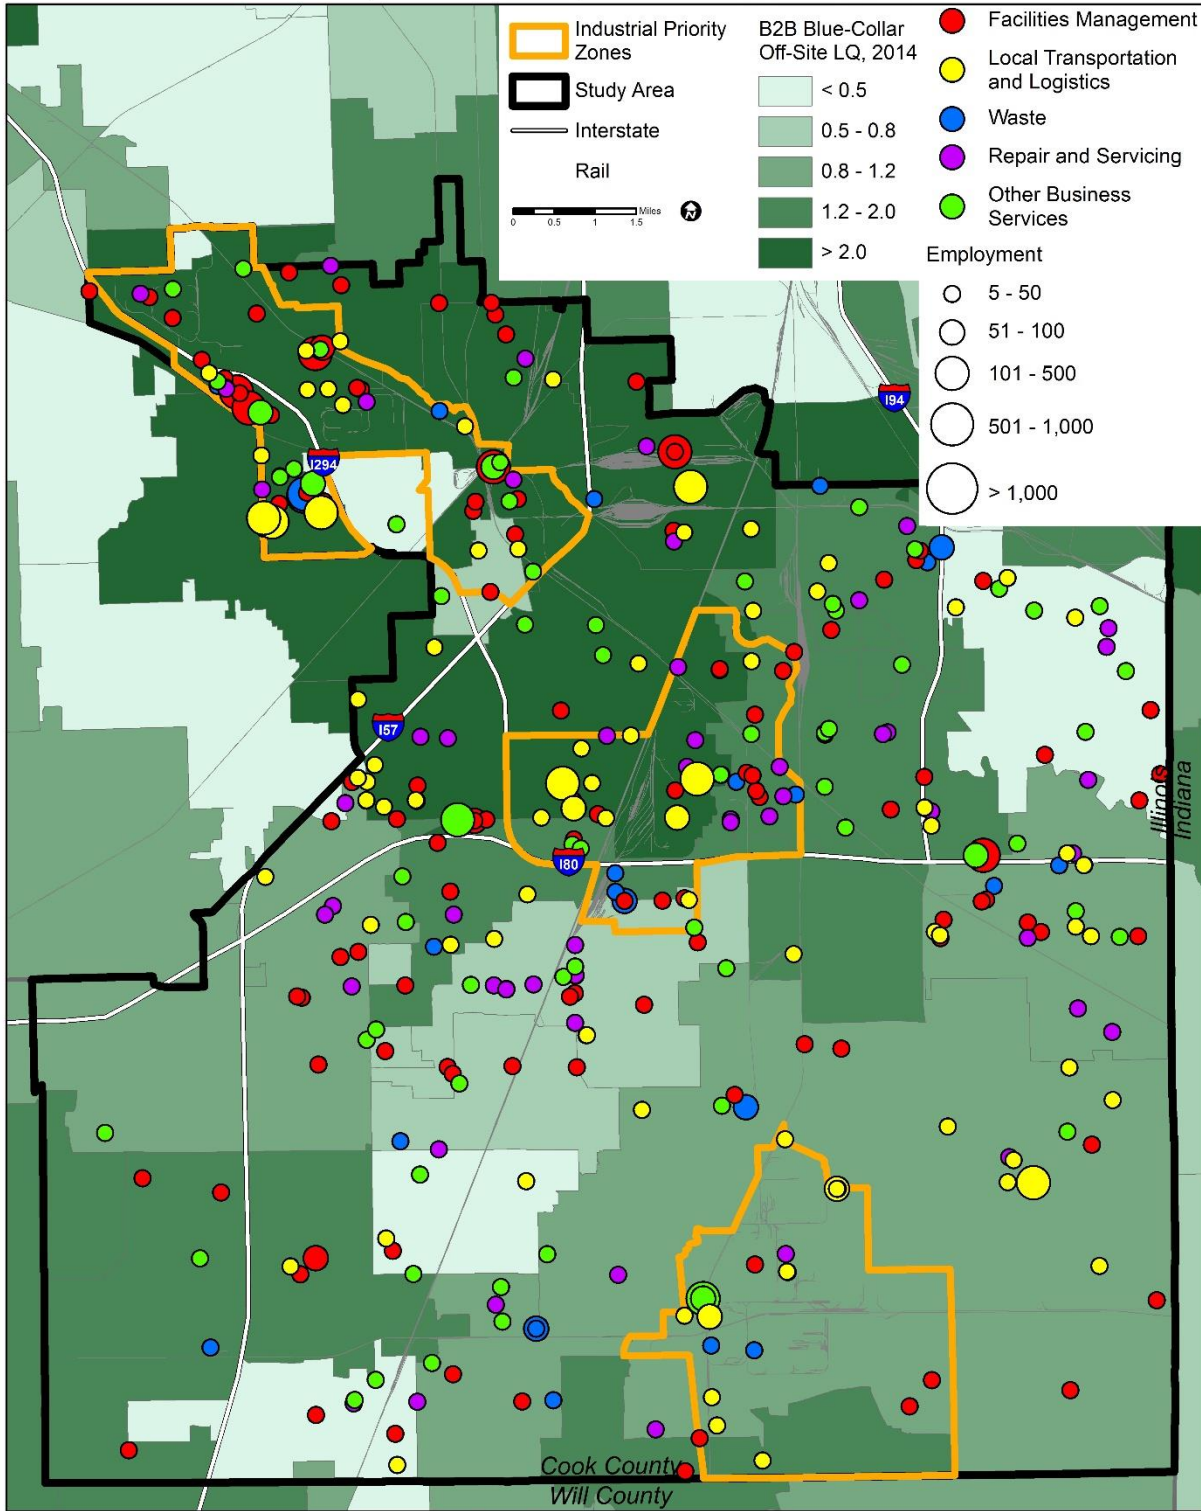 Industrial Priority
Zones
Study Area
Interstate
Rail
0 0.5 1 1.5 Miles
N
B2B Blue-Collar
Off-Site LQ, 2014
< 0.5
0.5 - 0.8
0.8 - 1.2
1.2 - 2.0
> 2.0
Facilities Management
Local Transportation
and Logistics
Waste
Repair and Servicing
Other Business
Services
Employment
5 - 50
51 - 100
101 - 500
501 - 1,000
> 1,000
I94
I294
I57
I80
Illinois
Indiana
Cook County
Will County